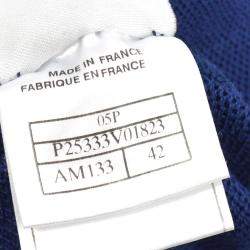 MADE IN FRANCE
FABRIQUE EN FRANCE
05P
P25333V01823
AM133 42